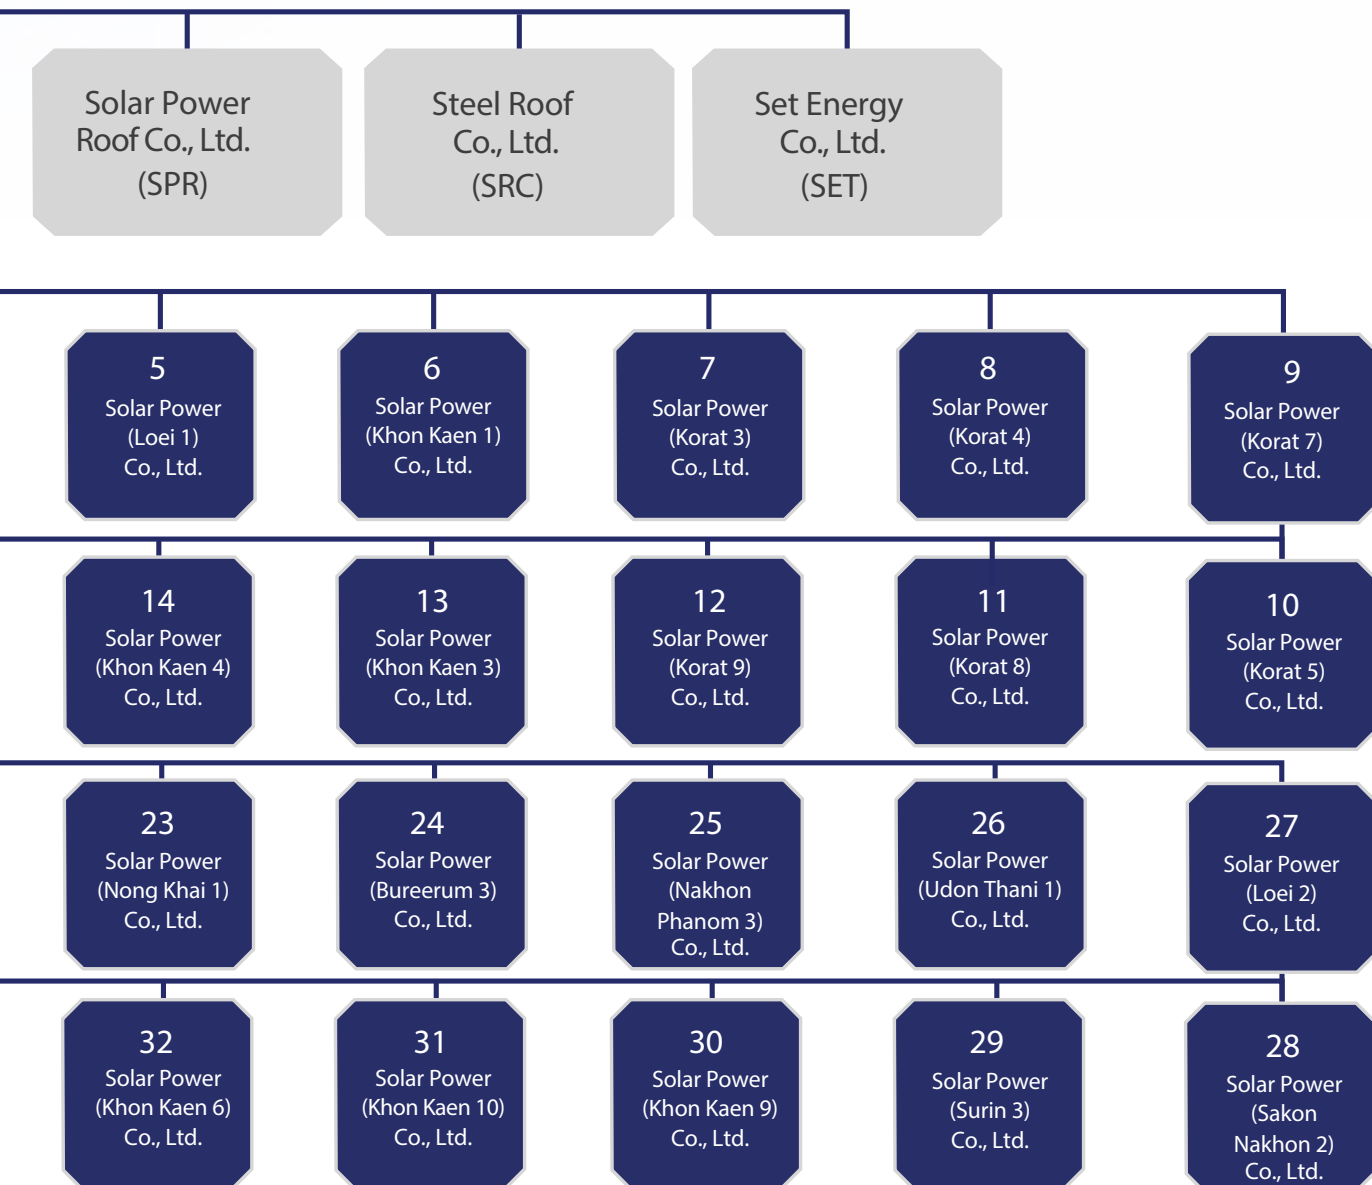 Solar Power
Roof Co., Ltd.
(SPR)
Steel Roof
Co., Ltd.
(SRC)
Set Energy
Co., Ltd.
(SET)
5
Solar Power
(Loei 1)
Co., Ltd.
6
Solar Power
(Khon Kaen 1)
Co., Ltd.
7
Solar Power
(Korat 3)
Co., Ltd.
8
Solar Power
(Korat 4)
Co., Ltd.
9
Solar Power
(Korat 7)
Co., Ltd.
14
Solar Power
(Khon Kaen 4)
Co., Ltd.
13
Solar Power
(Khon Kaen 3)
Co., Ltd.
12
Solar Power
(Korat 9)
Co., Ltd.
11
Solar Power
(Korat 8)
Co., Ltd.
10
Solar Power
(Korat 5)
Co., Ltd.
23
Solar Power
(Nong Khai 1)
Co., Ltd.
24
Solar Power
(Bureerum 3)
Co., Ltd.
25
Solar Power
(Nakhon
Phanom 3)
Co., Ltd.
26
Solar Power
(Udon Thani 1)
Co., Ltd.
27
Solar Power
(Loei 2)
Co., Ltd.
32
Solar Power
(Khon Kaen 6)
Co., Ltd.
31
Solar Power
(Khon Kaen 10)
Co., Ltd.
30
Solar Power
(Khon Kaen 9)
Co., Ltd.
29
Solar Power
(Surin 3)
Co., Ltd.
28
Solar Power
(Sakon
Nakhon 2)
Co., Ltd.